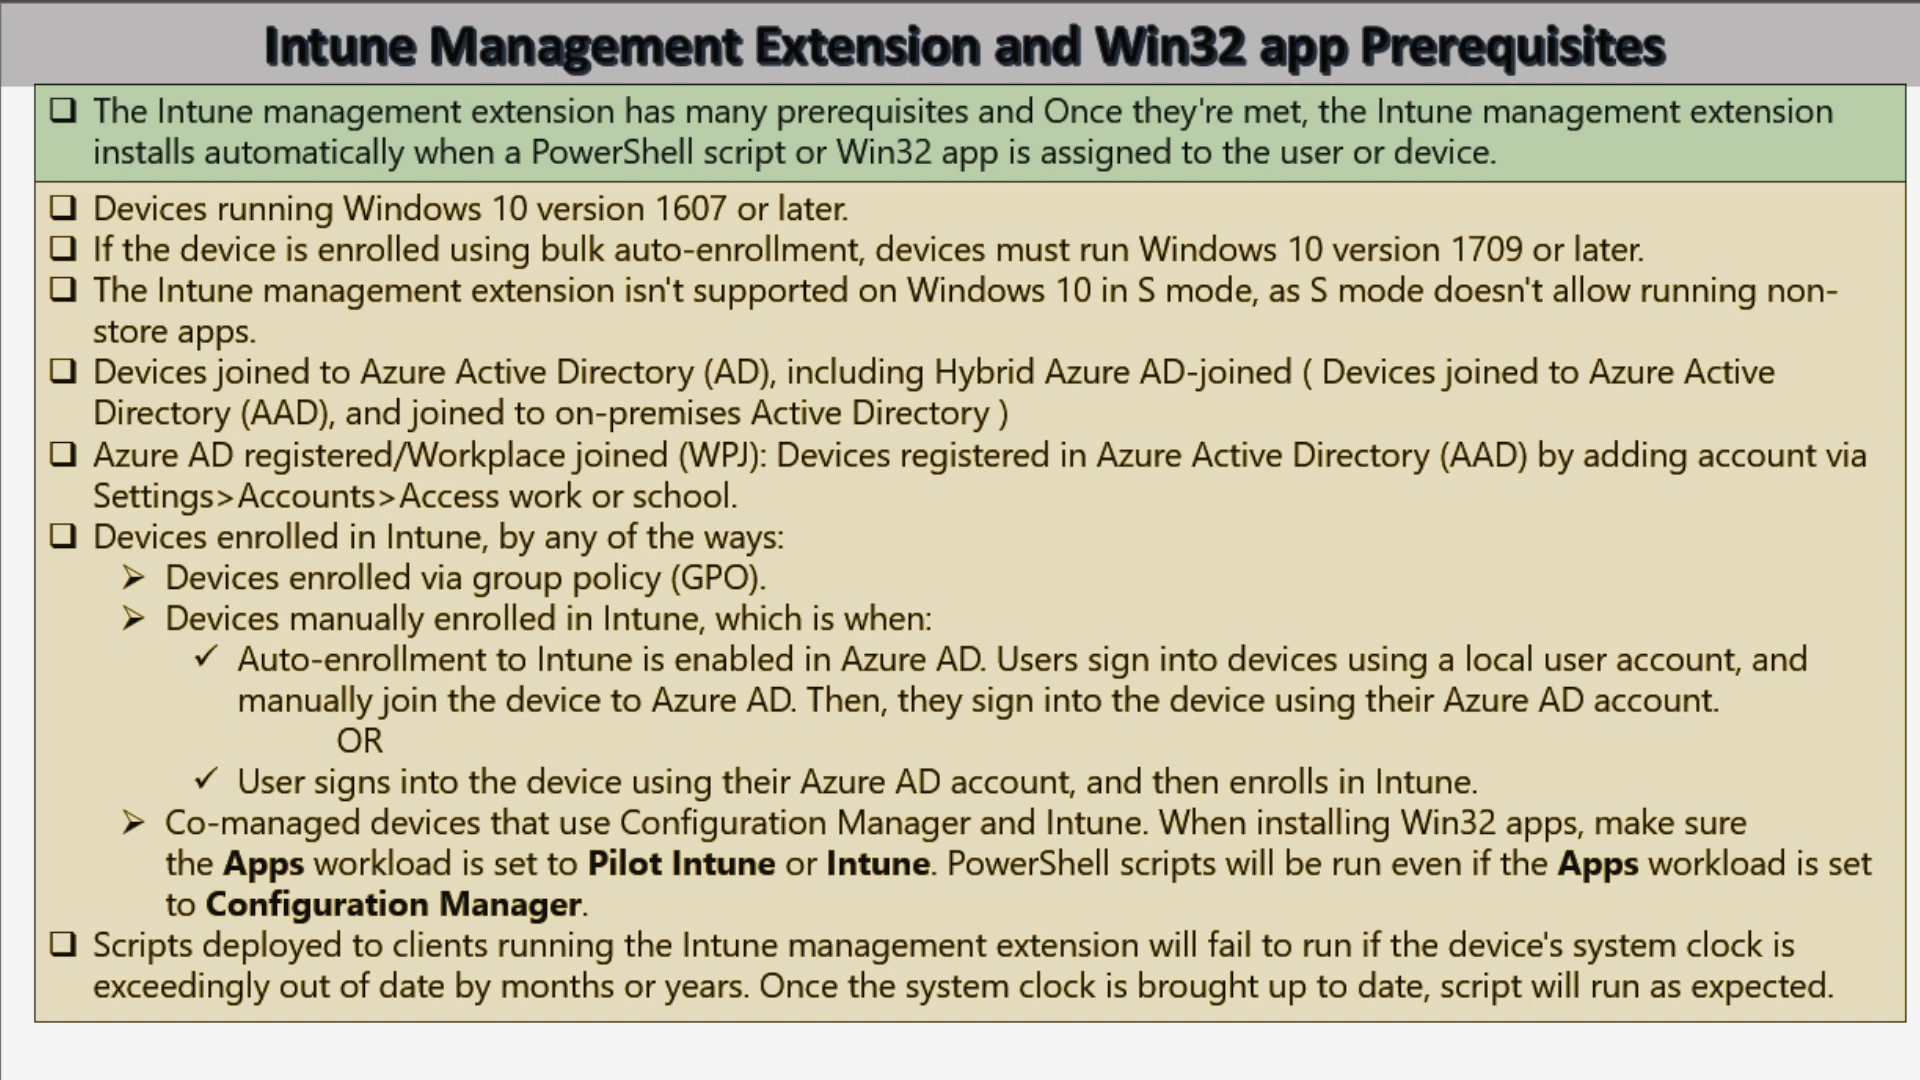 Intune Management Extension and Win32 app Prerequisites
❑ The Intune management extension has many prerequisites and Once they're met, the Intune management extension
installs automatically when a PowerShell script or Win32 app is assigned to the user or device.
❑ Devices running Windows 10 version 1607 or later.
❑ If the device is enrolled using bulk auto-enrollment, devices must run Windows 10 version 1709 or later.
❑ The Intune management extension isn't supported on Windows 10 in S mode, as S mode doesn't allow running non-
store apps.
❑ Devices joined to Azure Active Directory (AD), including Hybrid Azure AD-joined ( Devices joined to Azure Active
Directory (AAD), and joined to on-premises Active Directory )
❑ Azure AD registered/Workplace joined (WPJ): Devices registered in Azure Active Directory (AAD) by adding account via
Settings>Accounts>Access work or school.
❑ Devices enrolled in Intune, by any of the ways:
➢ Devices enrolled via group policy (GPO).
➢ Devices manually enrolled in Intune, which is when:
✓ Auto-enrollment to Intune is enabled in Azure AD. Users sign into devices using a local user account, and
manually join the device to Azure AD. Then, they sign into the device using their Azure AD account.
OR
✓ User signs into the device using their Azure AD account, and then enrolls in Intune.
➢ Co-managed devices that use Configuration Manager and Intune. When installing Win32 apps, make sure
the Apps workload is set to Pilot Intune or Intune. PowerShell scripts will be run even if the Apps workload is set
to Configuration Manager.
❑ Scripts deployed to clients running the Intune management extension will fail to run if the device's system clock is
exceedingly out of date by months or years. Once the system clock is brought up to date, script will run as expected.